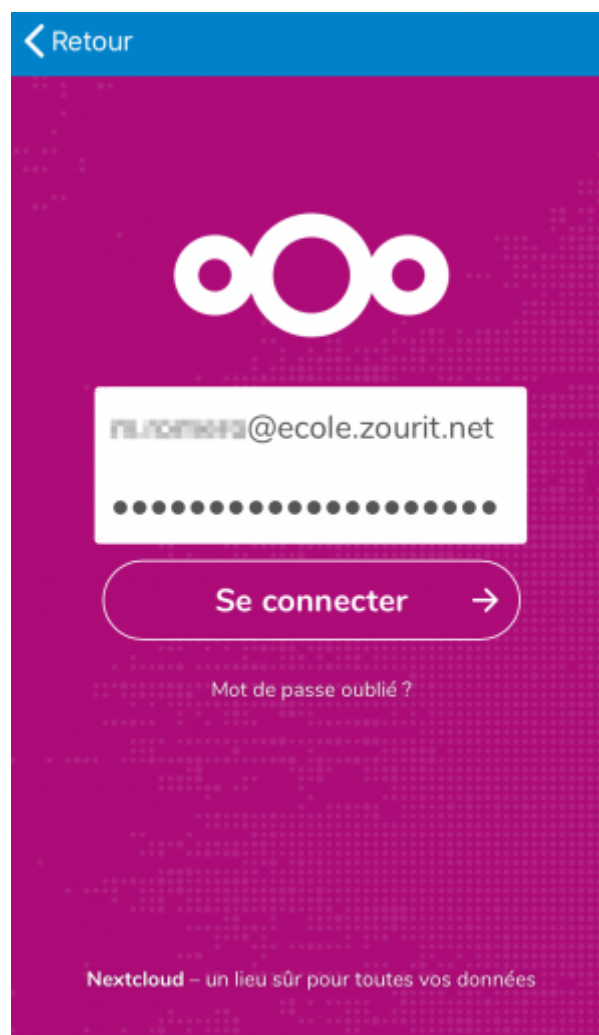 Retour
@ecole.zourit.net
Se connecter
Mot de passe oublié ?
Nextcloud – un lieu sûr pour toutes vos données